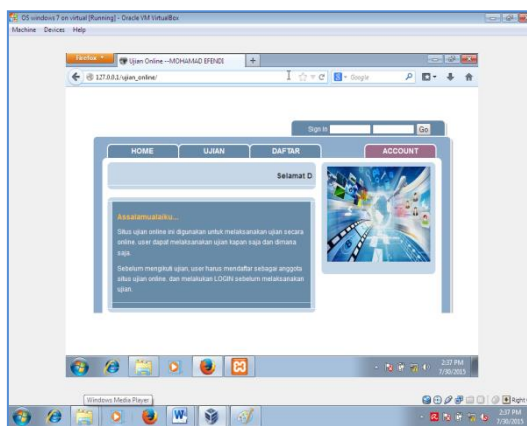 OS windows 7 on virtual [Running] - Oracle VM VirtualBox
Machine Devices Help
Firefox
Ujian Online --MOHAMAD EFENDI
127.0.0.1/ujian_online/
Google
Sign In
Go
HOME
UJIAN
DAFTAR
ACCOUNT
Selamat D
Assalamualaiku...
Situs ujian online ini digunakan untuk melaksanakan ujian secara
online. user dapat melaksanakan ujian kapan saja dan dimana
saja.
Sebelum mengikuti ujian, user harus mendaftar sebagai anggota
situs ujian online. dan melakukan LOGIN sebelum melaksanakan
ujian.
2:37 PM
7/30/2015
Windows Media Player
Right
2:37 PM
7/30/2015